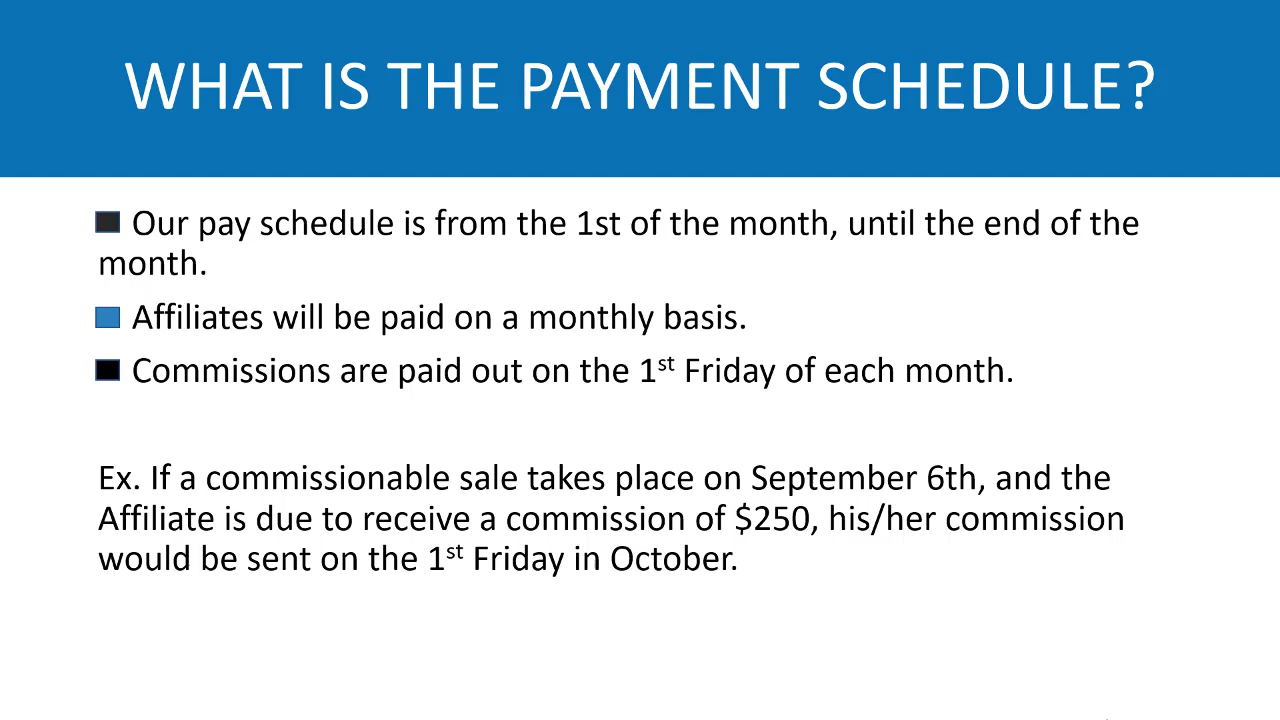 WHAT IS THE PAYMENT SCHEDULE?
Our pay schedule is from the 1st of the month, until the end of the
month.
Affiliates will be paid on a monthly basis.
Commissions are paid out on the 1st Friday of each month.
Ex. If a commissionable sale takes place on September 6th, and the
Affiliate is due to receive a commission of $250, his/her commission
would be sent on the 1st Friday in October.